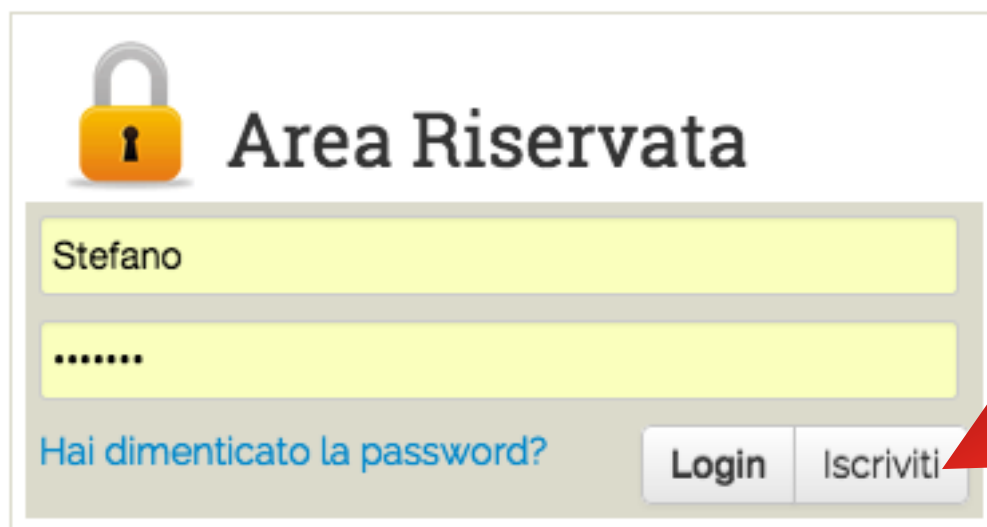 Area Riservata
Stefano
•••••••
Hai dimenticato la password?
Login Iscriviti